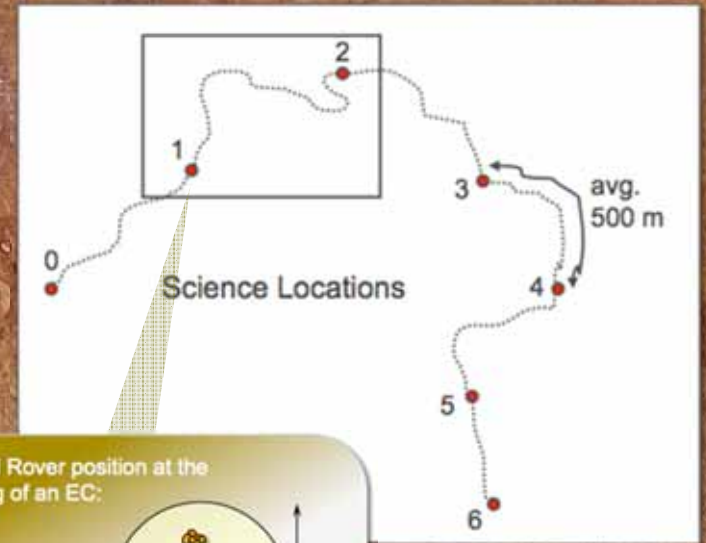 2
1
3
avg.
500 m
0
Science Locations
4
5
6
Rover position at the
of an EC: